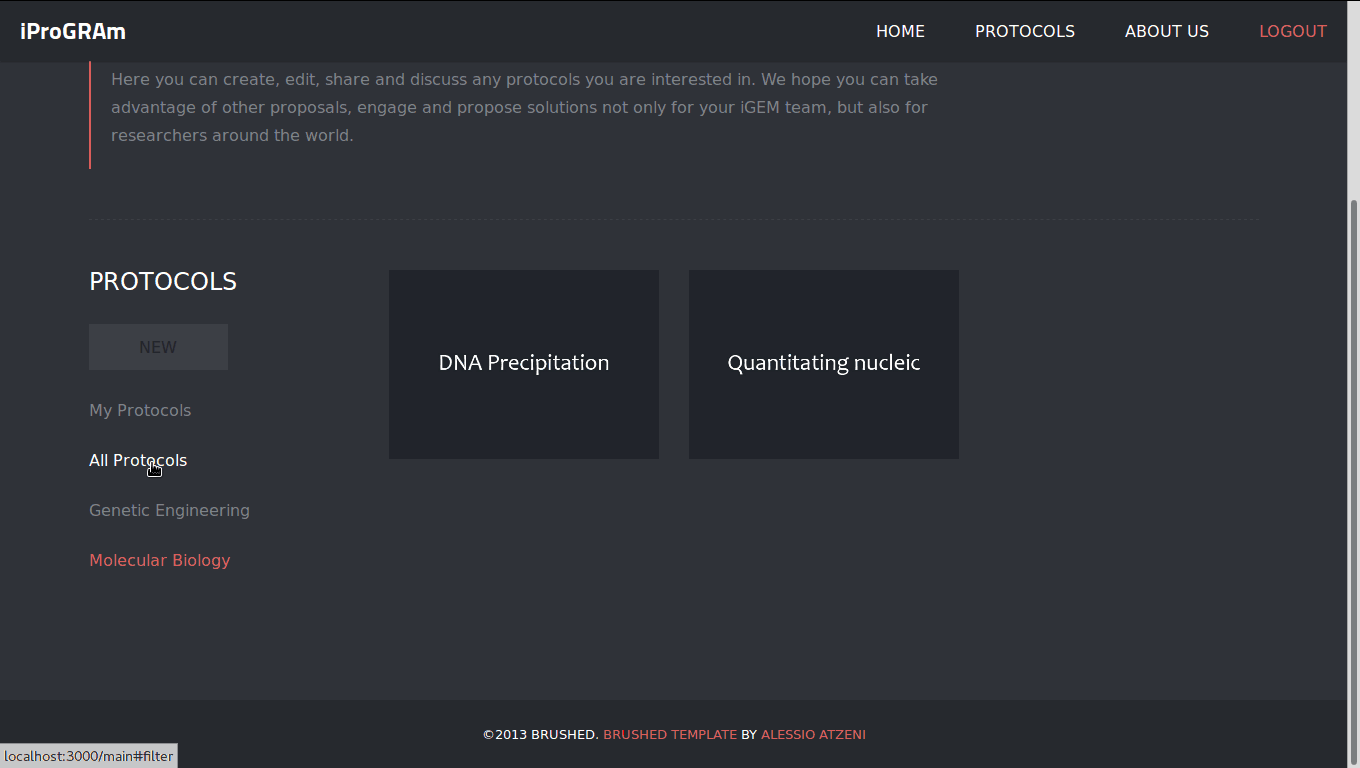 iProGRAm
HOME PROTOCOLS ABOUT US LOGOUT
Here you can create, edit, share and discuss any protocols you are interested in. We hope you can take
advantage of other proposals, engage and propose solutions not only for your iGEM team, but also for
researchers around the world.
PROTOCOLS
NEW
My Protocols
All Protocols
Genetic Engineering
Molecular Biology
DNA Precipitation
Quantitating nucleic
©2013 BRUSHED. BRUSHED TEMPLATE BY ALESSIO ATZENI
localhost:3000/main#filter